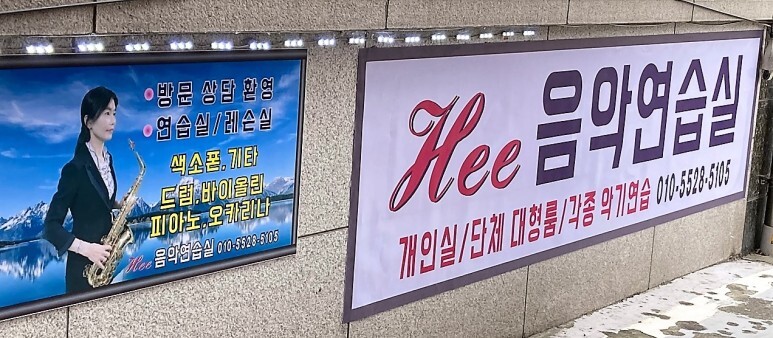 방문 상담 환영
연습실/레슨실
색소폰.기타
드럼.바이올린
피아노.오카리나
Hee 음악연습실 010-5528-5105
Hee 음악연습실
개인실/단체 대형룸/각종 악기연습 010-5528-5105